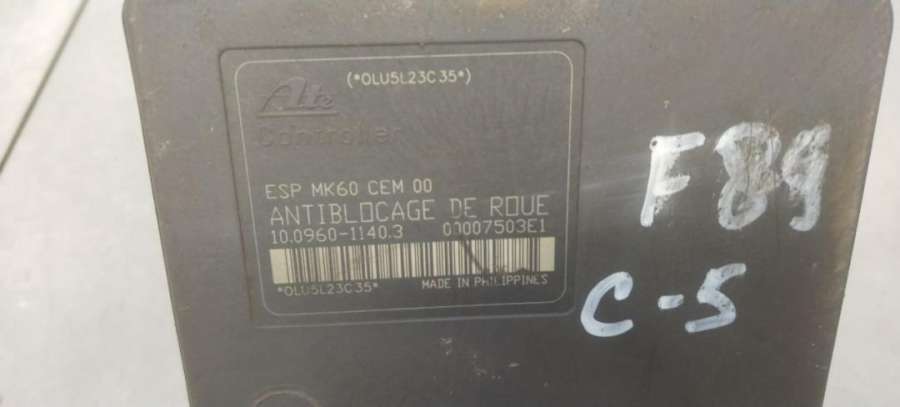 (*OLU5L23C35*)
Ate
Controller
ESP MK60 CEM 00
ANTIBLOCAGE DE ROUE
10.0960-1140.3 00007503E1
*OLU5L23C35* MADE IN PHILIPPINES
F89
C-5